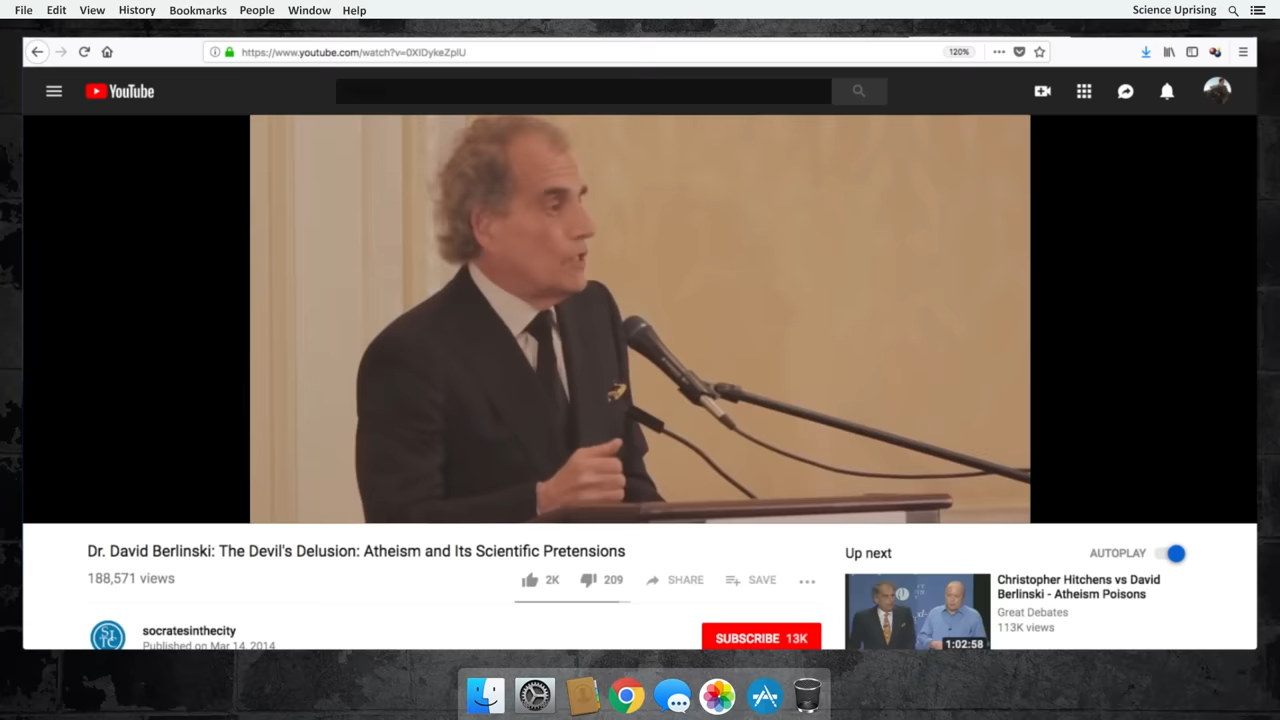 File Edit View History Bookmarks People Window Help Science Uprising
https://www.youtube.com/watch?v=0XIDykeZplU 120%
YouTube
Dr. David Berlinski: The Devil's Delusion: Atheism and Its Scientific Pretensions
188,571 views
2K 209 SHARE SAVE
socratesinthecity
Published on Mar 14, 2014
SUBSCRIBE 13K
Up next AUTOPLAY
Christopher Hitchens vs David
Berlinski - Atheism Poisons
Great Debates
113K views
1:02:58